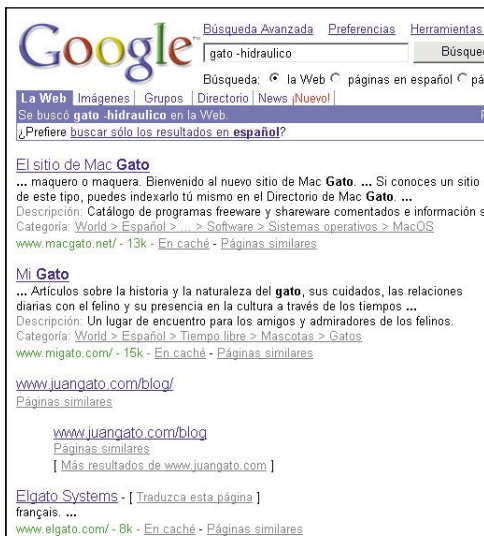 Google™
Búsqueda Avanzada Preferencias Herramientas
gato -hidraulico
Búsqueda: la Web páginas en español
La Web Imágenes Grupos Directorio News ¡Nuevo!
Se buscó gato -hidraulico en la Web.
¿Prefiere buscar sólo los resultados en español?
El sitio de Mac Gato
... maquero o maquera. Bienvenido al nuevo sitio de Mac Gato. ... Si conoces un sitio
de este tipo, puedes indexarlo tú mismo en el Directorio de Mac Gato. ...
Descripción: Catálogo de programas freeware y shareware comentados e información s
Categoría: World > Español > ... > Software > Sistemas operativos > MacOS
www.macgato.net/ - 13k - En caché - Páginas similares
Mi Gato
... Artículos sobre la historia y la naturaleza del gato, sus cuidados, las relaciones
diarias con el felino y su presencia en la cultura a través de los tiempos ...
Descripción: Un lugar de encuentro para los amigos y admiradores de los felinos.
Categoría: World > Español > Tiempo libre > Mascotas > Gatos
www.migato.com/ - 15k - En caché - Páginas similares
www.juangato.com/blog/
Páginas similares
www.juangato.com/blog
Páginas similares
[ Más resultados de www.juangato.com ]
Elgato Systems - [ Traduzca esta página ]
français. ...
www.elgato.com/ - 8k - En caché - Páginas similares